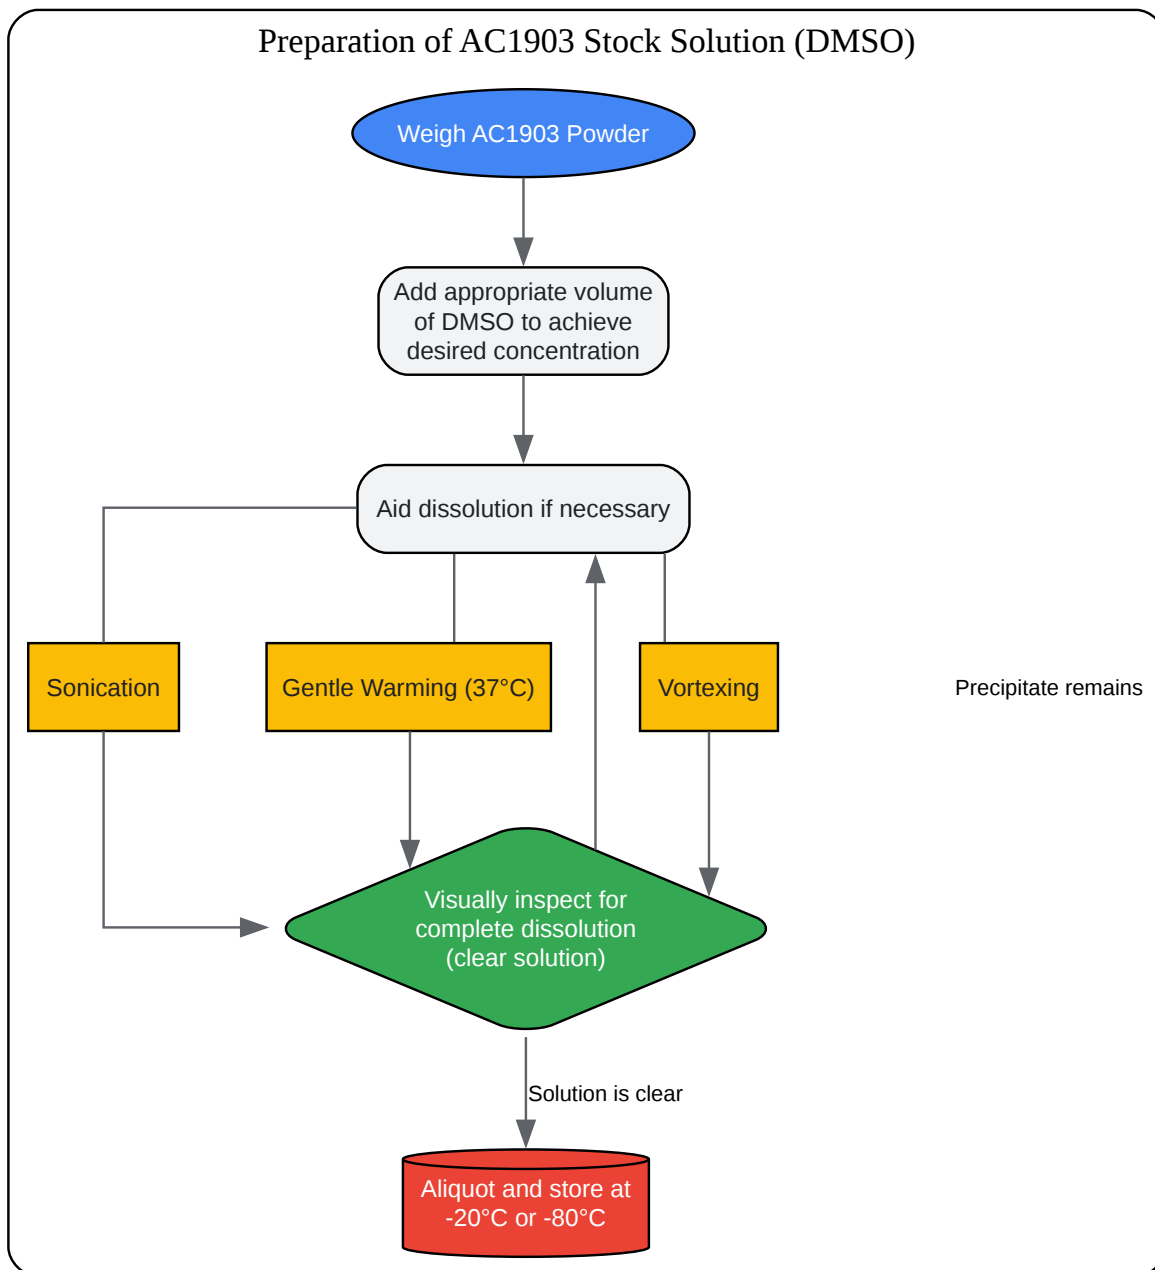 Preparation of AC1903 Stock Solution (DMSO)
Weigh AC1903 Powder
Add appropriate volume
of DMSO to achieve
desired concentration
Aid dissolution if necessary
Sonication
Gentle Warming (37°C)
Vortexing
Precipitate remains
Visually inspect for
complete dissolution
(clear solution)
Solution is clear
Aliquot and store at
-20°C or -80°C